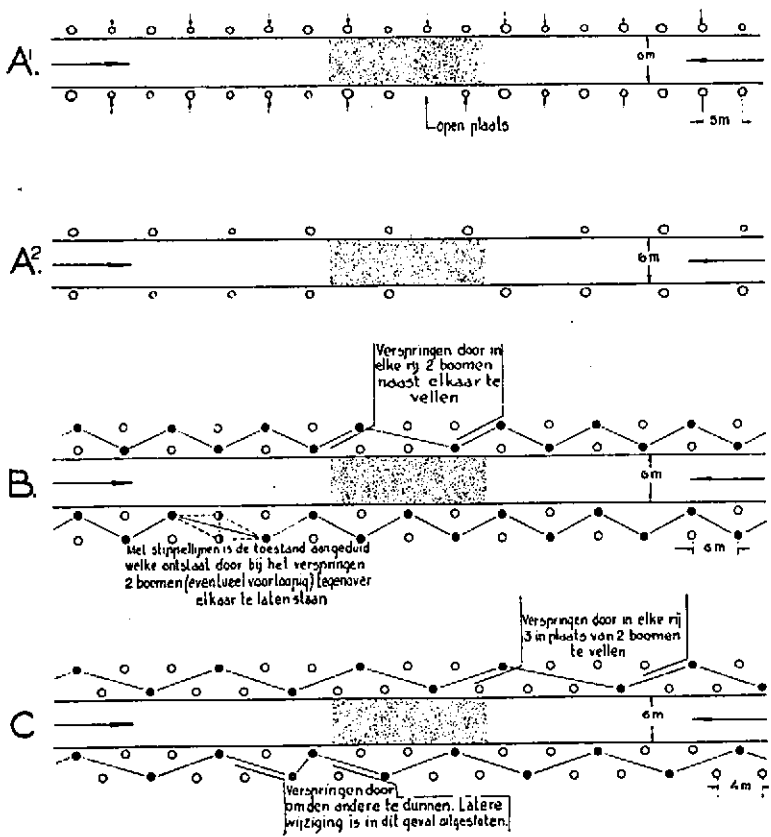 A¹.
6m
5m
open plaats
A².
6m
Verspringen door in
elke rij 2 boomen
naast elkaar te
vellen
B.
6m
6m
Met stippellijnen is de toestand aangeduid
welke ontstaat door bij het verspringen
2 boomen (eventueel voorloopig) tegenover
elkaar te laten staan
Verspringen door in elke rij
3 in plaats van 2 boomen
te vellen
C
6m
4m
Verspringen door
om den andere te dunnen. Latere
wijziging is in dit geval uitgesloten.